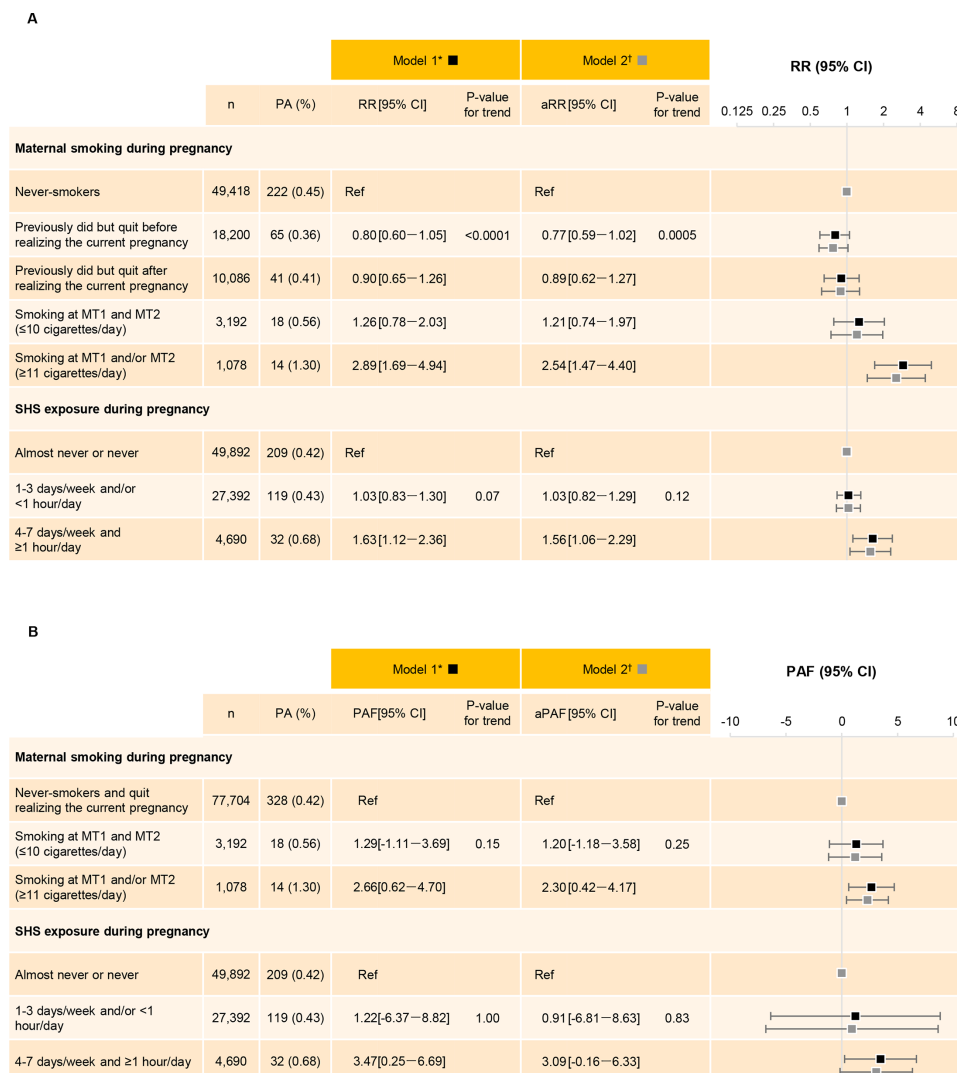 A
Model 1* Model 2† RR (95% CI)
n PA (%) RR[95% CI] P-value for trend aRR[95% CI] P-value for trend
0.125 0.25 0.5 1 2 4 8
Maternal smoking during pregnancy
Never-smokers 49,418 222 (0.45) Ref Ref
Previously did but quit before
realizing the current pregnancy 18,200 65 (0.36) 0.80[0.60－1.05] <0.0001 0.77[0.59－1.02] 0.0005
Previously did but quit after
realizing the current pregnancy 10,086 41 (0.41) 0.90[0.65－1.26] 0.89[0.62－1.27]
Smoking at MT1 and MT2
(≤10 cigarettes/day) 3,192 18 (0.56) 1.26[0.78－2.03] 1.21[0.74－1.97]
Smoking at MT1 and/or MT2
(≥11 cigarettes/day) 1,078 14 (1.30) 2.89[1.69－4.94] 2.54[1.47－4.40]
SHS exposure during pregnancy
Almost never or never 49,892 209 (0.42) Ref Ref
1-3 days/week and/or
<1 hour/day 27,392 119 (0.43) 1.03[0.83－1.30] 0.07 1.03[0.82－1.29] 0.12
4-7 days/week and
≥1 hour/day 4,690 32 (0.68) 1.63[1.12－2.36] 1.56[1.06－2.29]
B
Model 1* Model 2† PAF (95% CI)
n PA (%) PAF[95% CI] P-value for trend aPAF[95% CI] P-value for trend
-10 -5 0 5 10
Maternal smoking during pregnancy
Never-smokers and quit
realizing the current pregnancy 77,704 328 (0.42) Ref Ref
Smoking at MT1 and MT2
(≤10 cigarettes/day) 3,192 18 (0.56) 1.29[-1.11－3.69] 0.15 1.20[-1.18－3.58] 0.25
Smoking at MT1 and/or MT2
(≥11 cigarettes/day) 1,078 14 (1.30) 2.66[0.62－4.70] 2.30[0.42－4.17]
SHS exposure during pregnancy
Almost never or never 49,892 209 (0.42) Ref Ref
1-3 days/week and/or <1
hour/day 27,392 119 (0.43) 1.22[-6.37－8.82] 1.00 0.91[-6.81－8.63] 0.83
4-7 days/week and ≥1 hour/day 4,690 32 (0.68) 3.47[0.25－6.69] 3.09[-0.16－6.33]